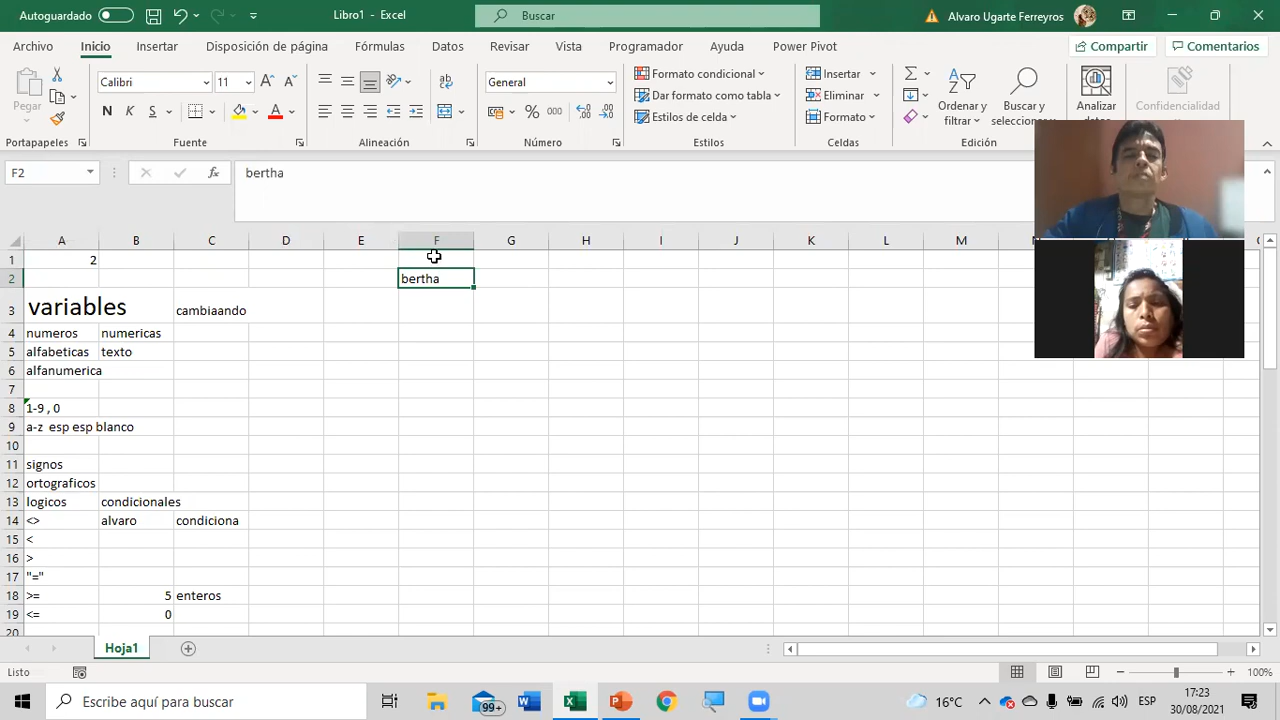 Autoguardado Libro1 - Excel Buscar Alvaro Ugarte Ferreyros
Archivo Inicio Insertar Disposición de página Fórmulas Datos Revisar Vista Programador Ayuda Power Pivot Compartir Comentarios
Pegar Calibri 11 General Formato condicional Insertar Ordenar y filtrar Buscar y seleccionar Analizar datos Confidencialidad
N K S Dar formato como tabla Eliminar
Estilos de celda Formato
Portapapeles Fuente Alineación Número Estilos Celdas Edición
F2 fx bertha
A B C D E F G H I J K L M
1 2
2 bertha
3 variables cambiaando
4 numeros numericas
5 alfabeticas texto
6 alfanumerica
7
8 1-9 , 0
9 a-z esp esp blanco
10
11 signos
12 ortograficos
13 logicos condicionales
14 <> alvaro condiciona
15 <
16 >
17 "="
18 >= 5 enteros
19 <= 0
20
Hoja1
Listo 100%
Escribe aquí para buscar 99+ 16°C ESP 17:23
30/08/2021